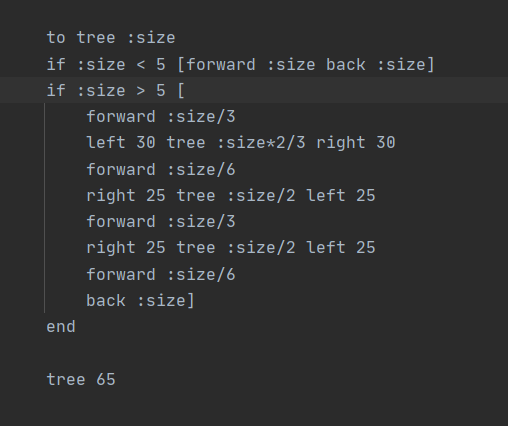 to tree :size
if :size < 5 [forward :size back :size]
if :size > 5 [
    forward :size/3
    left 30 tree :size*2/3 right 30
    forward :size/6
    right 25 tree :size/2 left 25
    forward :size/3
    right 25 tree :size/2 left 25
    forward :size/6
    back :size]
end

tree 65